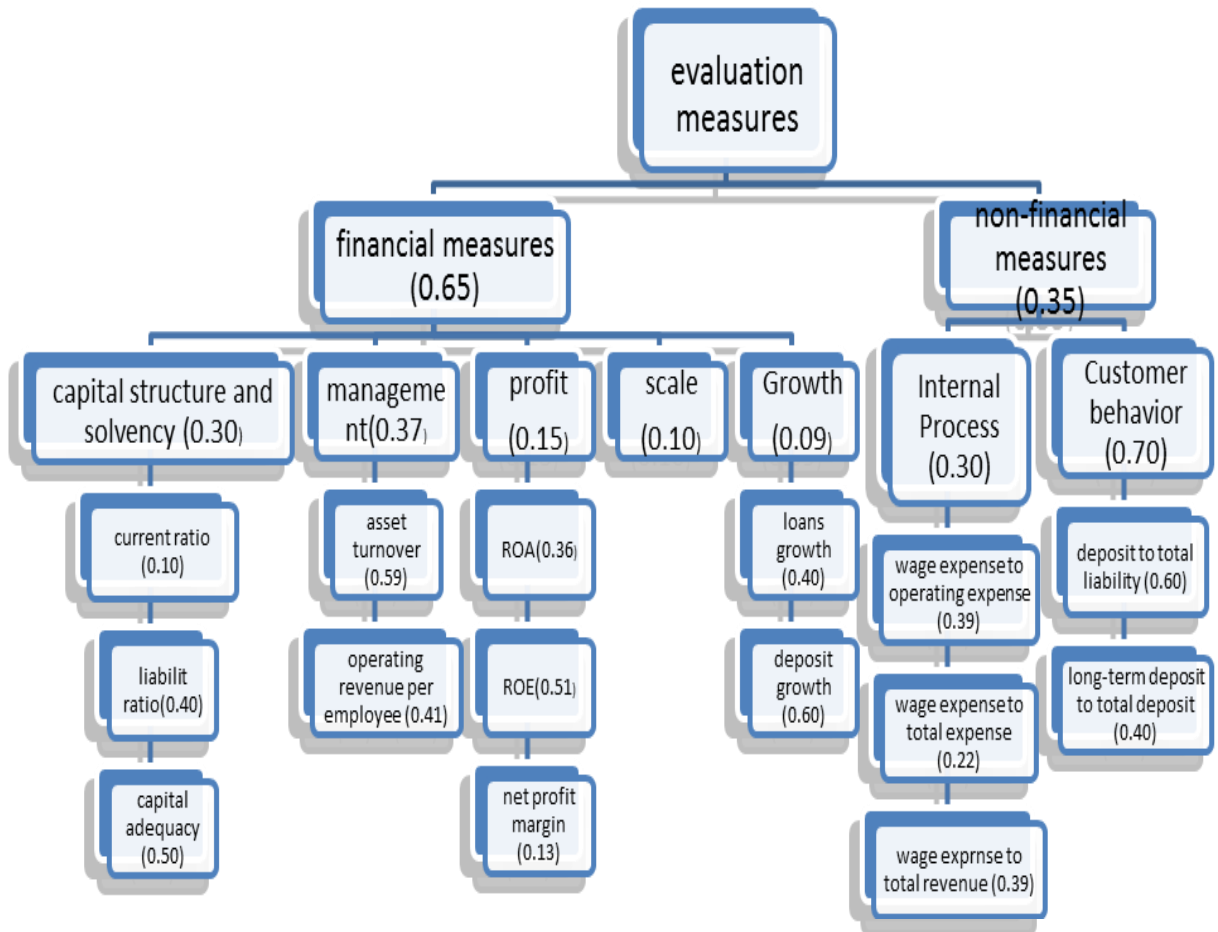 evaluation
measures
financial measures
(0.65)
non-financial
measures
(0.35)
capital structure and
solvency (0.30)
manageme
nt(0.37)
profit
(0.15)
scale
(0.10)
Growth
(0.09)
Internal
Process
(0.30)
Customer
behavior
(0.70)
current ratio
(0.10)
liabilit
ratio(0.40)
capital
adequacy
(0.50)
asset
turnover
(0.59)
operating
revenue per
employee (0.41)
ROA(0.36)
ROE(0.51)
net profit
margin
(0.13)
loans
growth
(0.40)
deposit
growth
(0.60)
wage expense to
operating expense
(0.39)
wage expense to
total expense
(0.22)
wage exprnse to
total revenue (0.39)
deposit to total
liability (0.60)
long-term deposit
to total deposit
(0.40)